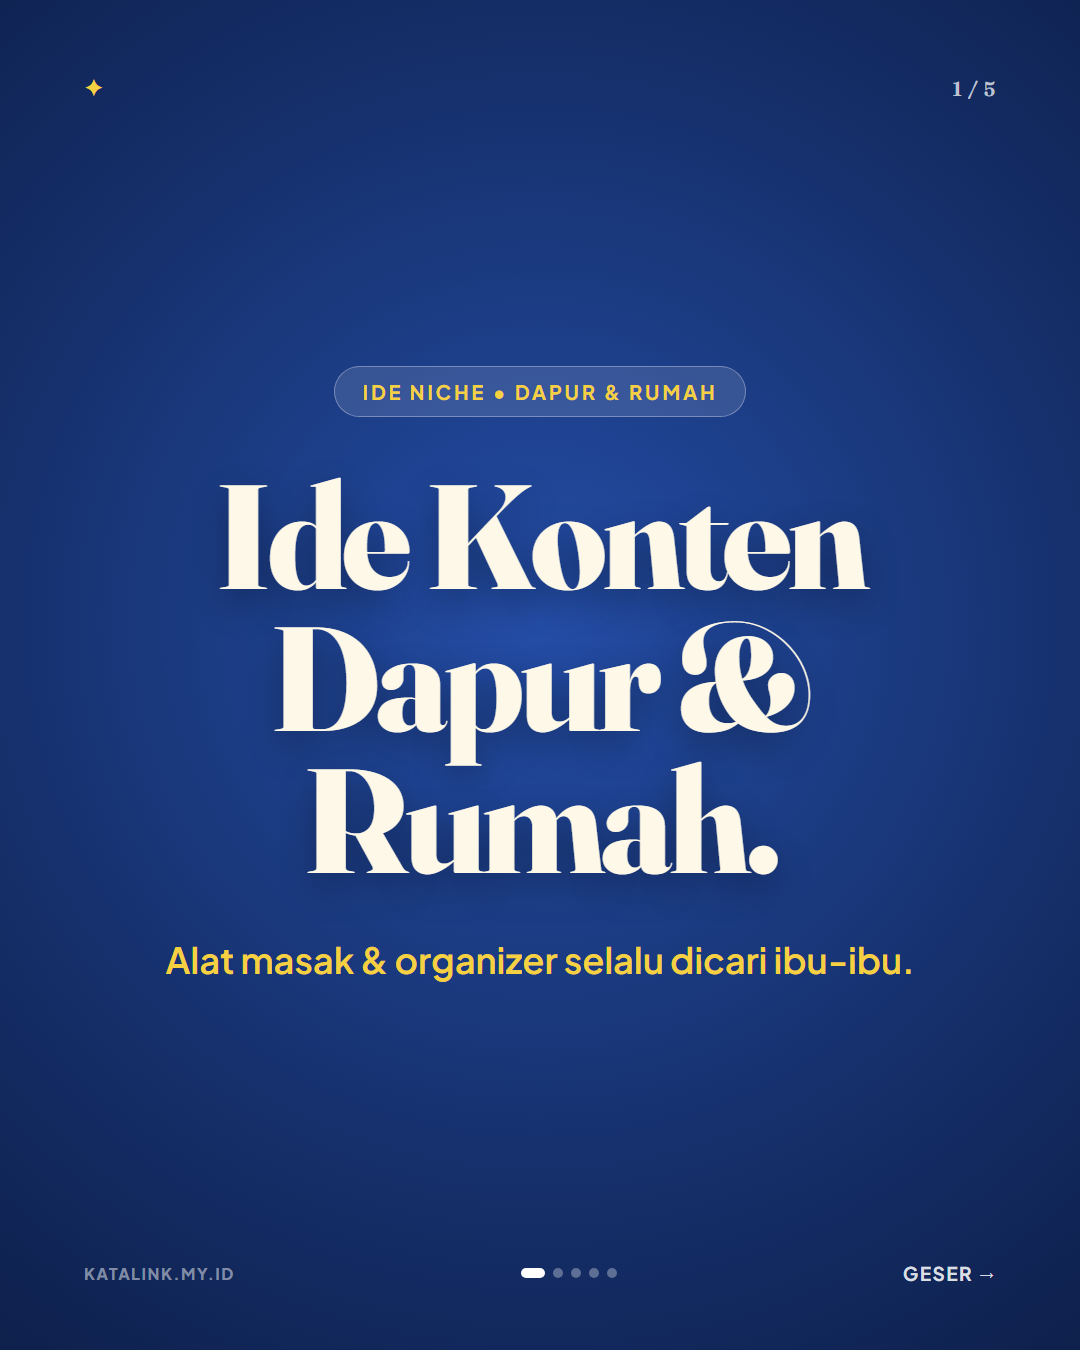 1 / 5
IDE NICHE • DAPUR & RUMAH
Ide Konten
Dapur &
Rumah.
Alat masak & organizer selalu dicari ibu-ibu.
KATALINK.MY.ID
GESER →